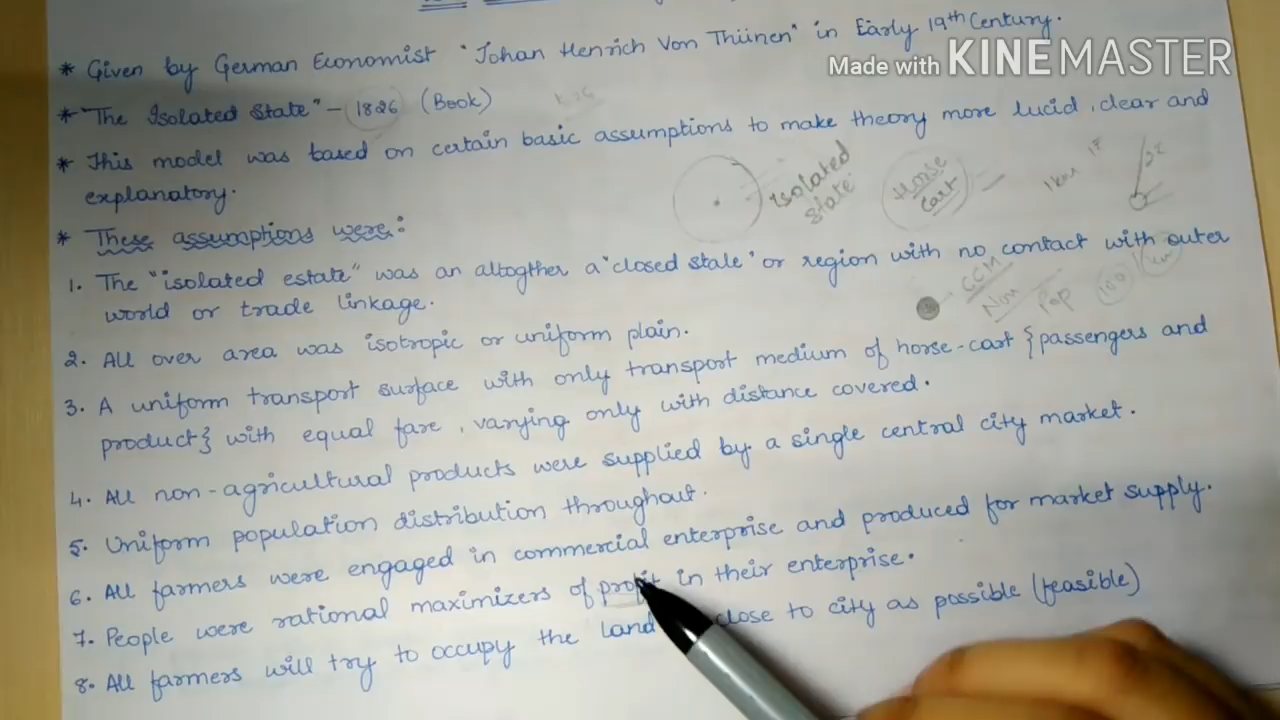 * Given by German Economist "Johan Henrich Von Thünen" in Early 19th Century.
Made with KINEMASTER
* "The Isolated State" - 1826 (Book)
* This model was based on certain basic assumptions to make theory more lucid, clear and
explanatory.
isolated
state
Horse
cart
1km
* These assumptions were:
1. The "isolated estate" was an altogther a "closed state" or region with no contact with outer
world or trade linkage.
Non
Pop
100
km
2. All over area was isotropic or uniform plain.
3. A uniform transport surface with only transport medium of horse-cart {passengers and
product} with equal fare, varying only with distance covered.
4. All non-agricultural products were supplied by a single central city market.
5. Uniform population distribution throughout.
6. All farmers were engaged in commercial enterprise and produced for market supply.
7. People were rational maximizers of profit in their enterprise.
8. All farmers will try to occupy the land close to city as possible (feasible)